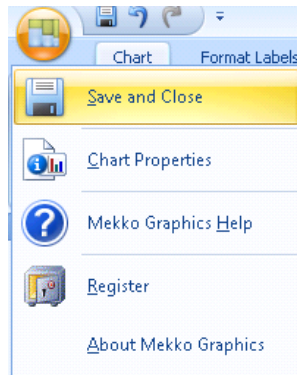 Chart Format Labels
Save and Close
Chart Properties
Mekko Graphics Help
Register
About Mekko Graphics